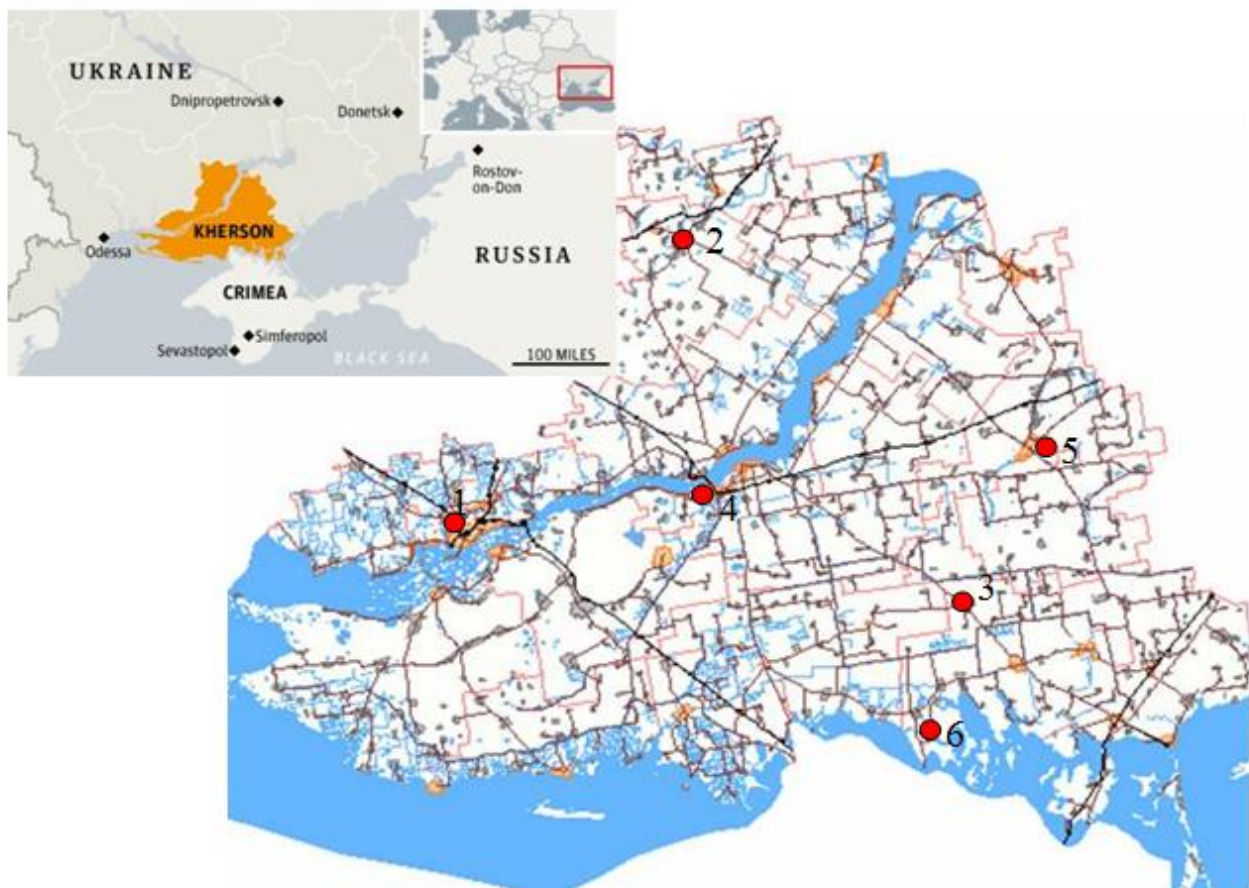 UKRAINE
Dnipropetrovsk
Donetsk
Rostov-
on-Don
KHERSON
Odessa
RUSSIA
CRIMEA
Simferopol
Sevastopol
BLACK SEA
100 MILES
2
5
1
4
3
6